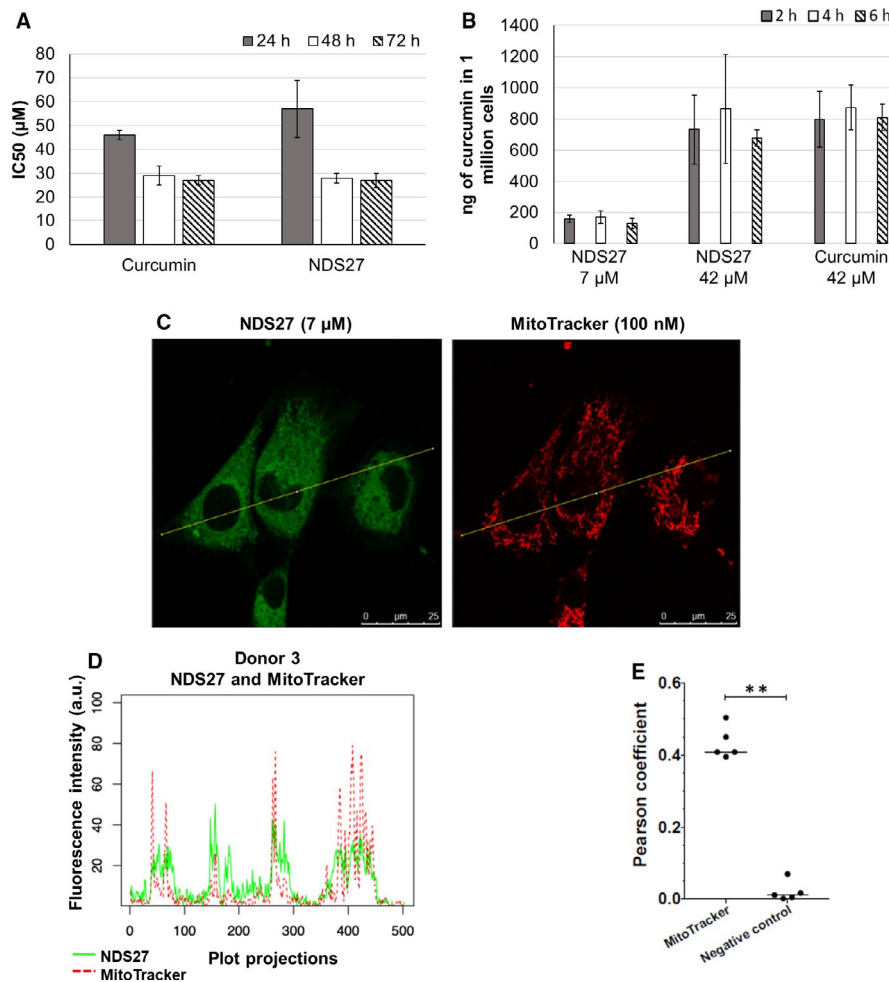 A
24 h 48 h 72 h
80
70
60
50
40
30
20
10
0
IC50 (µM)
Curcumin NDS27
B
2 h 4 h 6 h
1400
1200
1000
800
600
400
200
0
ng of curcumin in 1
million cells
NDS27 NDS27 Curcumin
7 µM 42 µM 42 µM
C
NDS27 (7 µM) MitoTracker (100 nM)
0 µm 25 0 µm 25
D
Donor 3
NDS27 and MitoTracker
Fluorescence intensity (a.u.)
100
80
60
40
20
0 100 200 300 400 500
Plot projections
NDS27
MitoTracker
E
**
0.6
0.4
0.2
0.0
Pearson coefficient
MitoTracker
Negative control